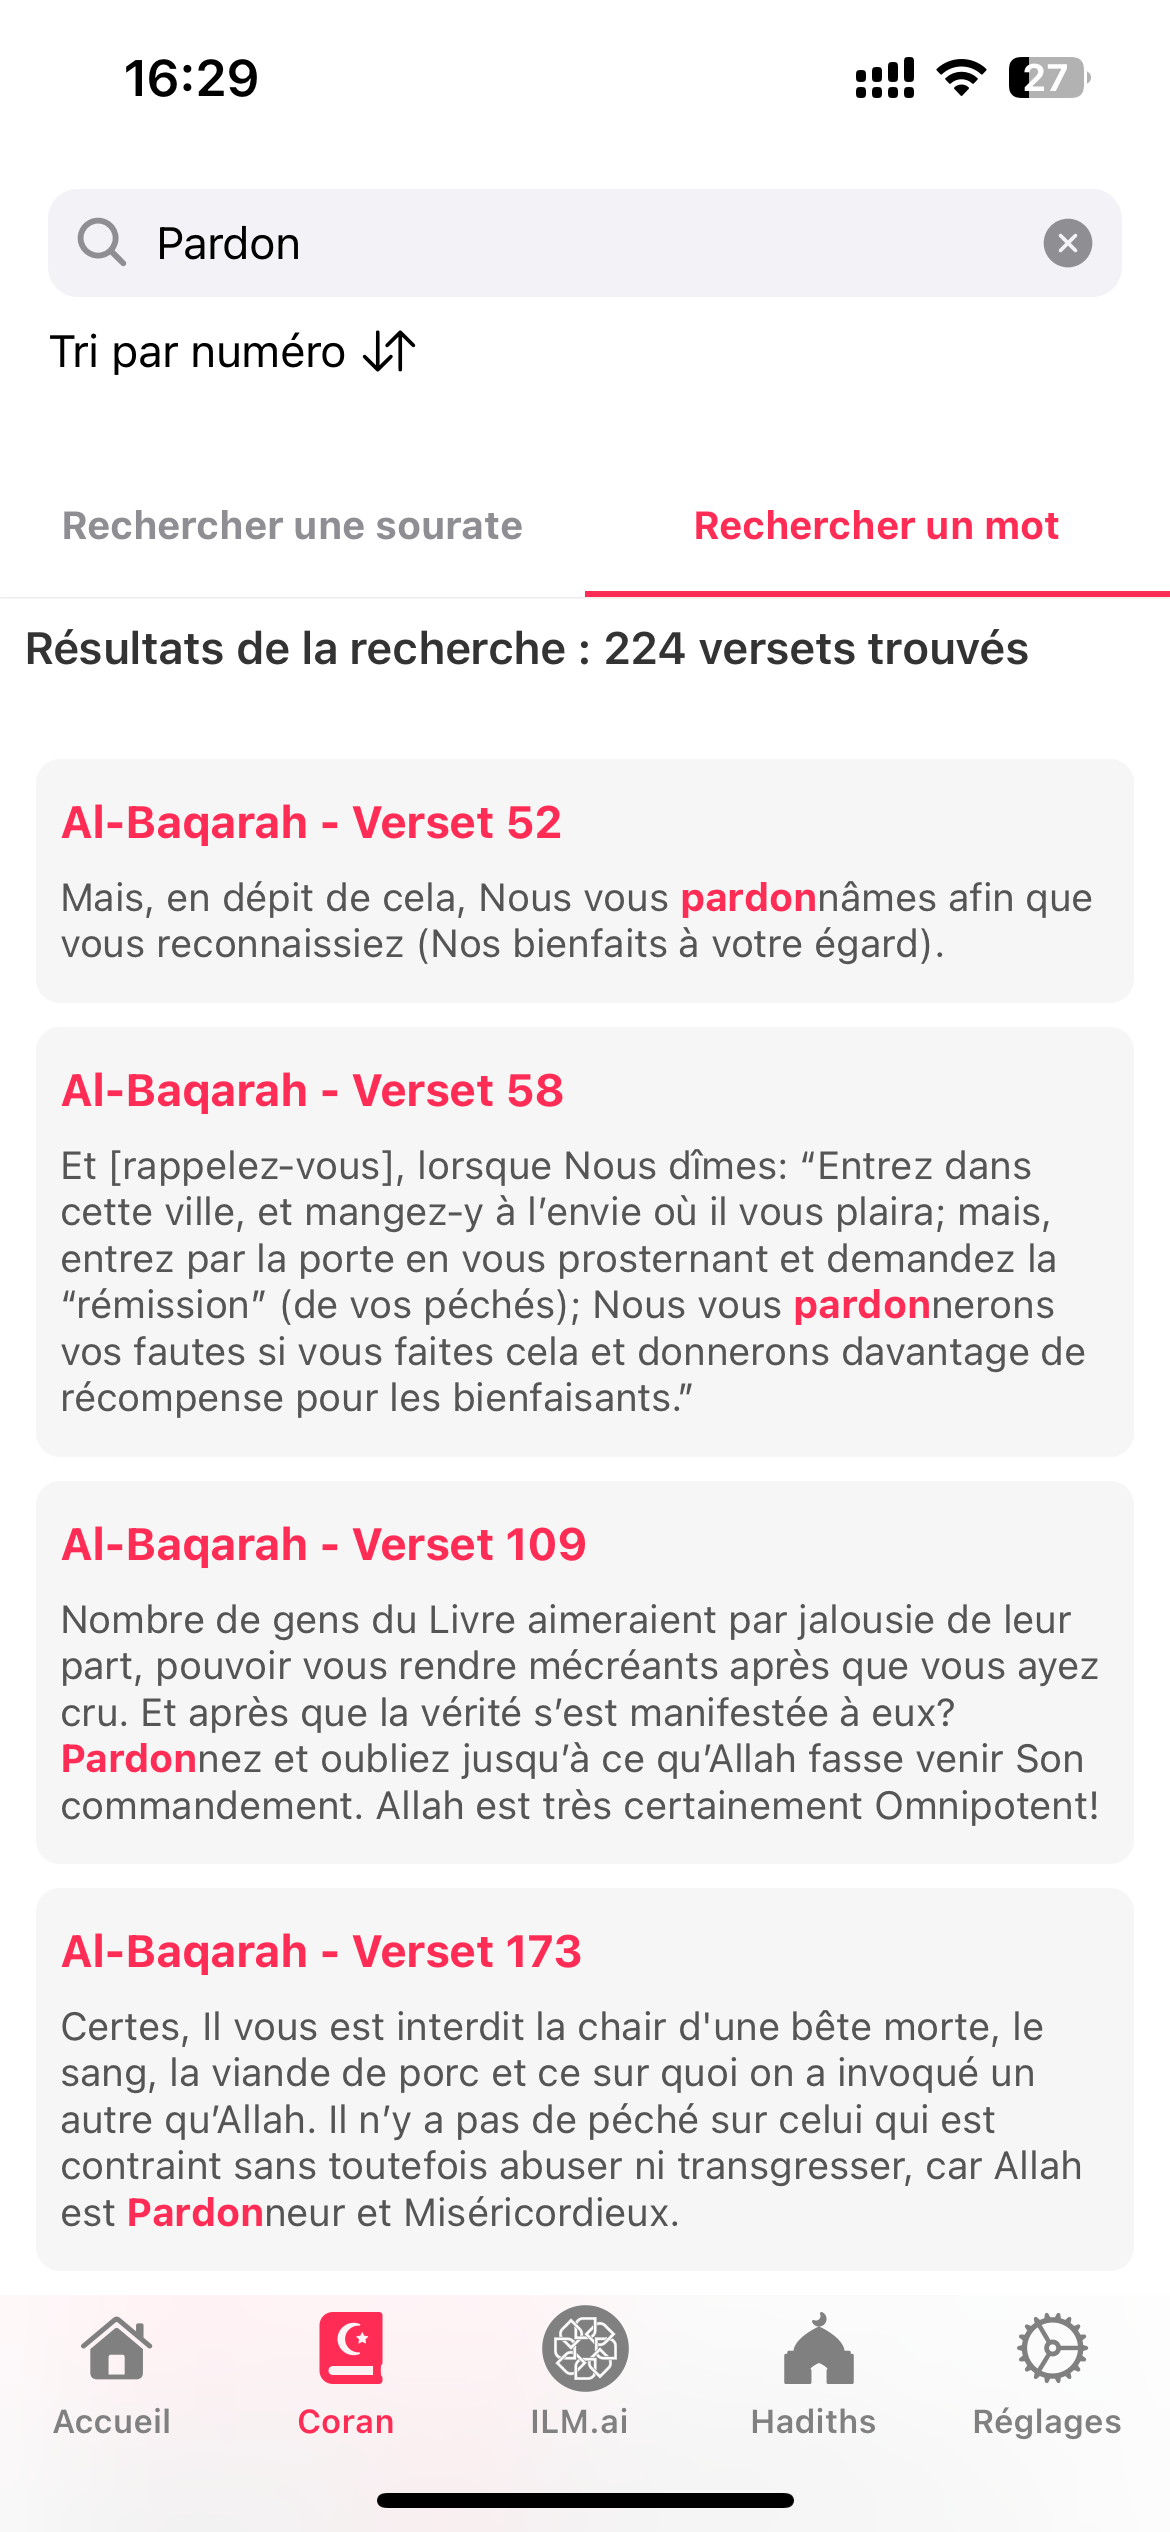 16:29
27
Pardon
Tri par numéro
Rechercher une sourate
Rechercher un mot
Résultats de la recherche : 224 versets trouvés
Al-Baqarah - Verset 52
Mais, en dépit de cela, Nous vous pardonnâmes afin que
vous reconnaissiez (Nos bienfaits à votre égard).
Al-Baqarah - Verset 58
Et [rappelez-vous], lorsque Nous dîmes: “Entrez dans
cette ville, et mangez-y à l’envie où il vous plaira; mais,
entrez par la porte en vous prosternant et demandez la
“rémission” (de vos péchés); Nous vous pardonnerons
vos fautes si vous faites cela et donnerons davantage de
récompense pour les bienfaisants.”
Al-Baqarah - Verset 109
Nombre de gens du Livre aimeraient par jalousie de leur
part, pouvoir vous rendre mécréants après que vous ayez
cru. Et après que la vérité s’est manifestée à eux?
Pardonnez et oubliez jusqu’à ce qu’Allah fasse venir Son
commandement. Allah est très certainement Omnipotent!
Al-Baqarah - Verset 173
Certes, Il vous est interdit la chair d'une bête morte, le
sang, la viande de porc et ce sur quoi on a invoqué un
autre qu’Allah. Il n’y a pas de péché sur celui qui est
contraint sans toutefois abuser ni transgresser, car Allah
est Pardonneur et Miséricordieux.
Accueil
Coran
ILM.ai
Hadiths
Réglages